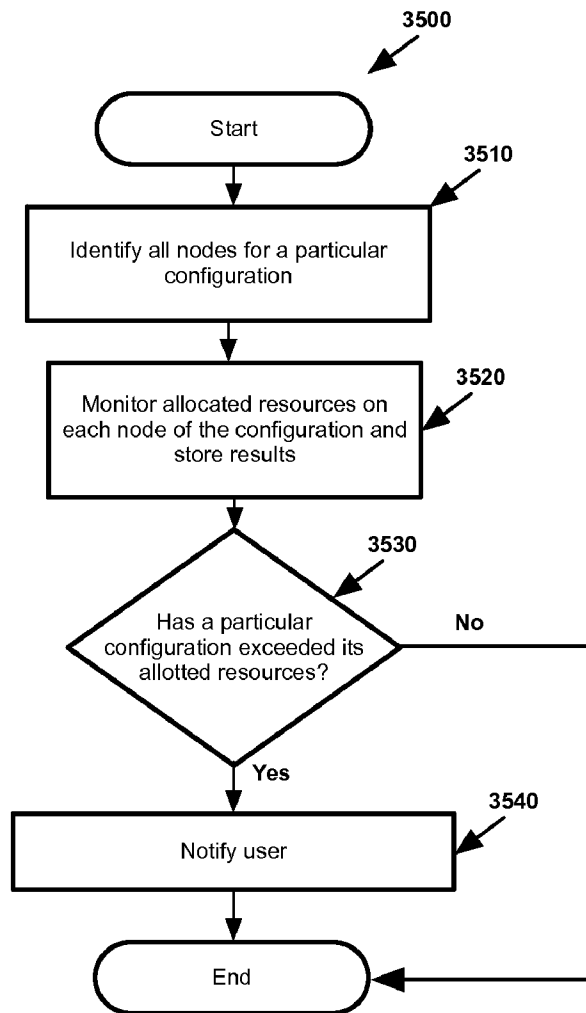 3500
Start
3510
Identify all nodes for a particular
configuration
3520
Monitor allocated resources on
each node of the configuration and
store results
3530
Has a particular
configuration exceeded its
allotted resources?
No
Yes
3540
Notify user
End